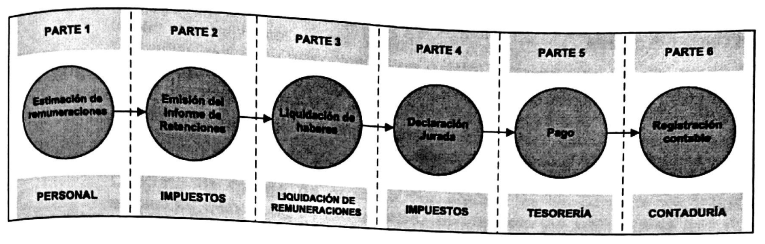 PARTE 1
PARTE 2
PARTE 3
PARTE 4
PARTE 5
PARTE 6
Estimación de
remuneraciones
Emisión del
Informe de
Retenciones
Liquidación de
haberes
Declaración
Jurada
Pago
Registración
contable
PERSONAL
IMPUESTOS
LIQUIDACIÓN DE
REMUNERACIONES
IMPUESTOS
TESORERÍA
CONTADURÍA